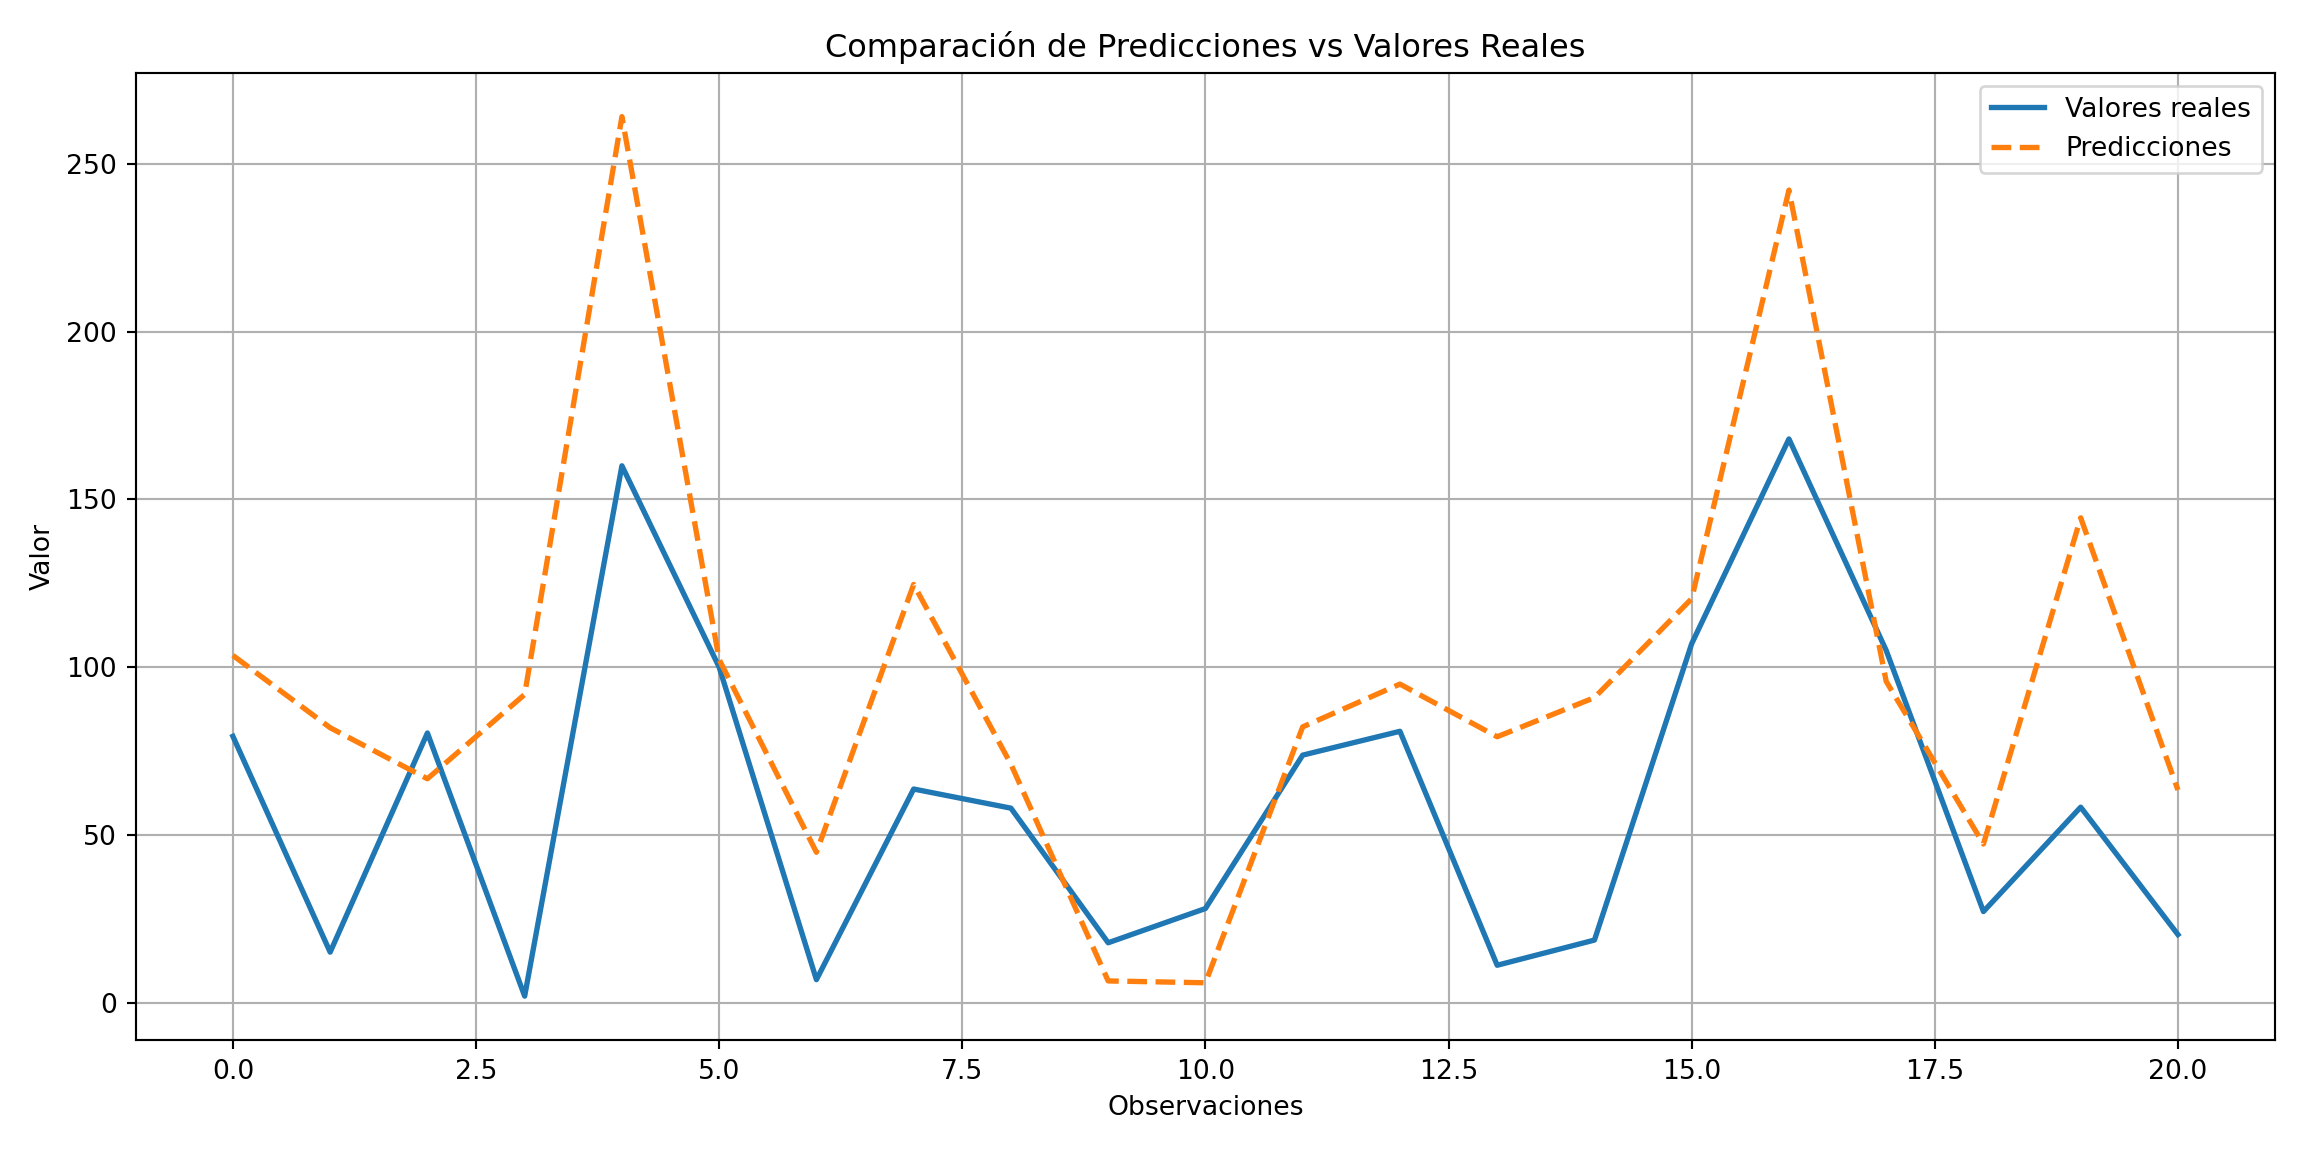 Comparación de Predicciones vs Valores Reales
Valores reales
Predicciones
250
200
150
100
50
0
Valor
0.0 2.5 5.0 7.5 10.0 12.5 15.0 17.5 20.0
Observaciones